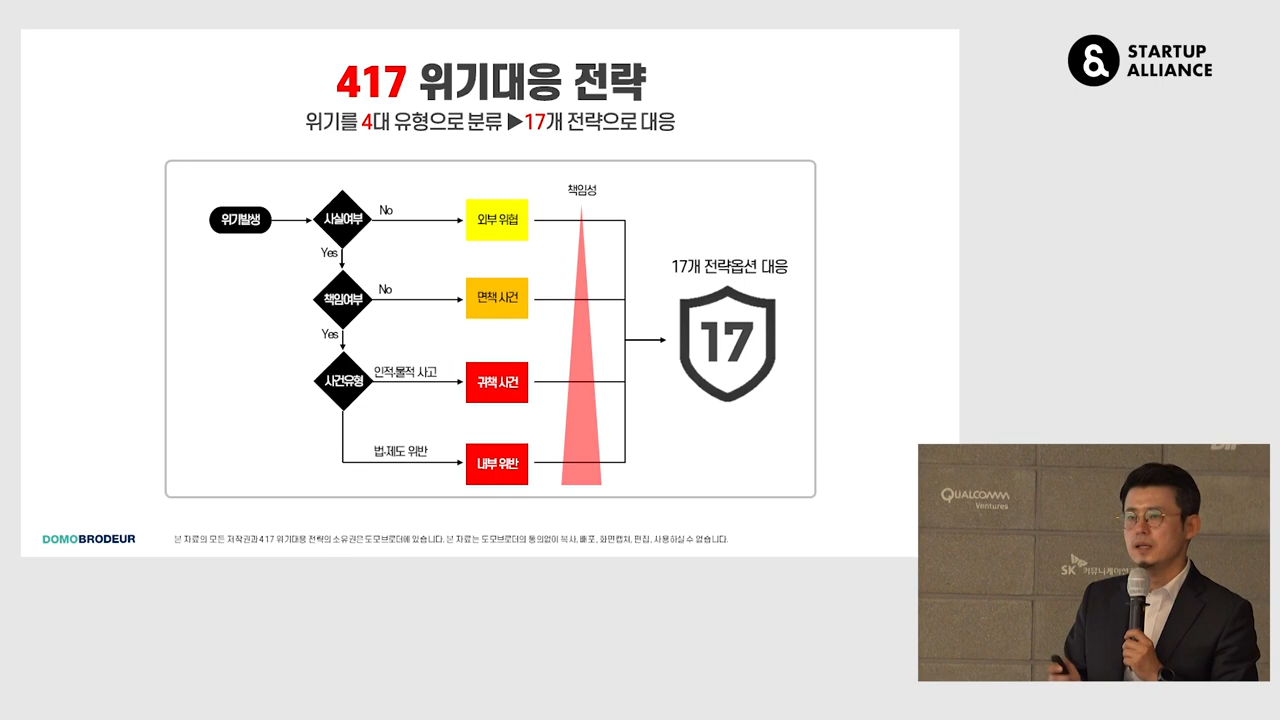 417 위기대응 전략
위기를 4대 유형으로 분류 ▶17개 전략으로 대응
책임성
위기발생
사실여부
No
외부 위협
Yes
17개 전략옵션 대응
책임여부
No
면책 사건
17
Yes
사건유형
인적·물적 사고
귀책 사건
법·제도 위반
내부 위반
DOMOBRODEUR
본 자료의 모든 저작권과 417 위기대응 전략의 소유권은 도모브로더에 있습니다. 본 자료는 도모브로더의 동의없이 복사, 배포, 화면캡쳐, 편집, 사용하실 수 없습니다.
STARTUP
ALLIANCE
QUALCOMM
Ventures
SK 커뮤니케이션